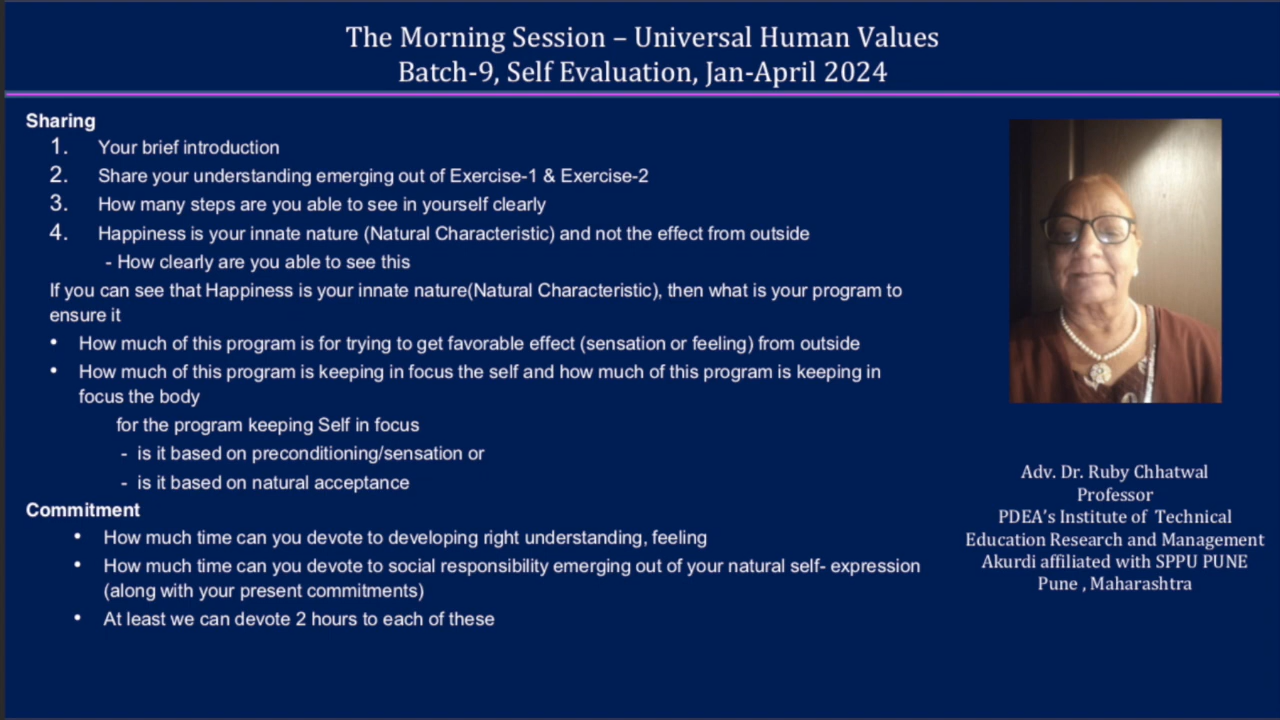 The Morning Session – Universal Human Values
Batch-9, Self Evaluation, Jan-April 2024
Sharing
1. Your brief introduction
2. Share your understanding emerging out of Exercise-1 & Exercise-2
3. How many steps are you able to see in yourself clearly
4. Happiness is your innate nature (Natural Characteristic) and not the effect from outside
- How clearly are you able to see this
If you can see that Happiness is your innate nature(Natural Characteristic), then what is your program to
ensure it
• How much of this program is for trying to get favorable effect (sensation or feeling) from outside
• How much of this program is keeping in focus the self and how much of this program is keeping in
focus the body
for the program keeping Self in focus
- is it based on preconditioning/sensation or
- is it based on natural acceptance
Commitment
• How much time can you devote to developing right understanding, feeling
• How much time can you devote to social responsibility emerging out of your natural self- expression
(along with your present commitments)
• At least we can devote 2 hours to each of these
Adv. Dr. Ruby Chhatwal
Professor
PDEA's Institute of Technical
Education Research and Management
Akurdi affiliated with SPPU PUNE
Pune , Maharashtra